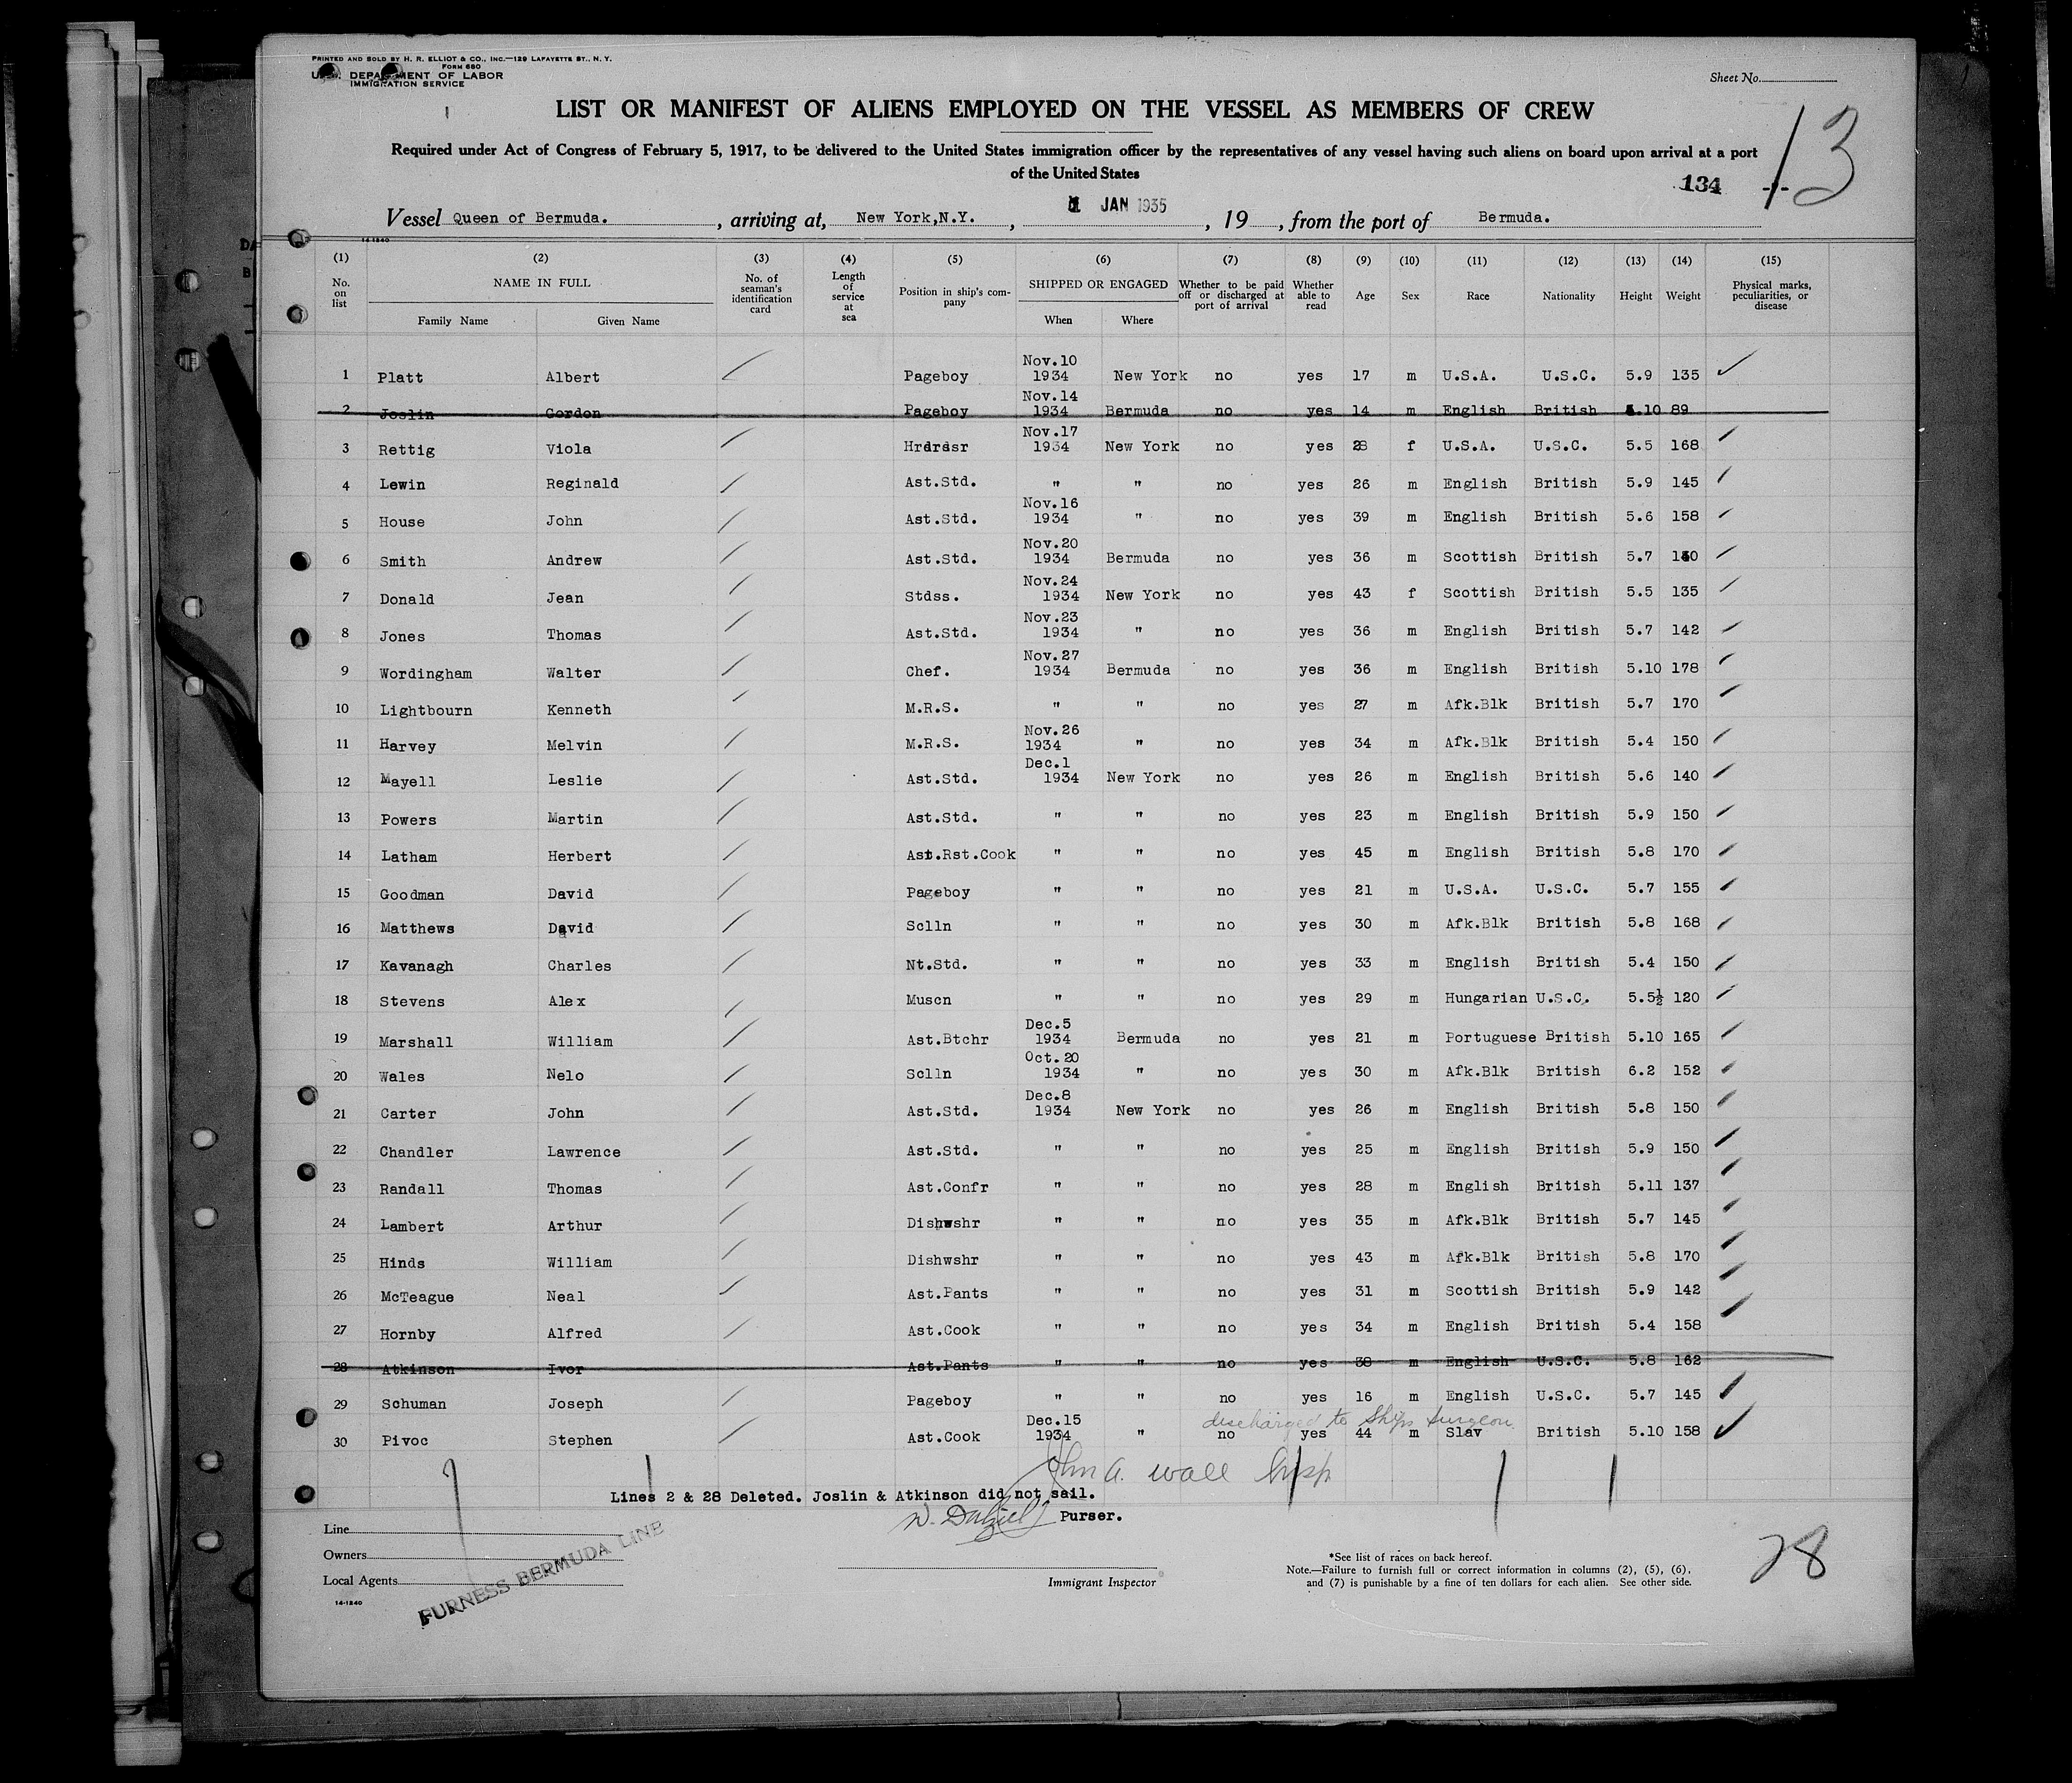 PRINTED AND SOLD BY H. R. ELLIOT & CO., INC.—129 LAFAYETTE ST., N. Y.
FORM 680
U. S. DEPARTMENT OF LABOR
IMMIGRATION SERVICE
Sheet No.
LIST OR MANIFEST OF ALIENS EMPLOYED ON THE VESSEL AS MEMBERS OF CREW
13
Required under Act of Congress of February 5, 1917, to be delivered to the United States immigration officer by the representatives of any vessel having such aliens on board upon arrival at a port
of the United States
134
Vessel Queen of Bermuda. , arriving at, New York,N.Y. , 1 JAN 1935 , 19 , from the port of Bermuda.
14-1240
(1) (2) (3) (4) (5) (6) (7) (8) (9) (10) (11) (12) (13) (14) (15)
No. on list NAME IN FULL Family Name Given Name No. of seaman's identification card Length of service at sea Position in ship's company SHIPPED OR ENGAGED When Where Whether to be paid off or discharged at port of arrival Whether able to read Age Sex Race Nationality Height Weight Physical marks, peculiarities, or disease
1 Platt Albert Pageboy Nov.10 1934 New York no yes 17 m U.S.A. U.S.C. 5.9 135
2 Joslin Gordon Pageboy Nov.14 1934 Bermuda no yes 14 m English British .10 89
3 Rettig Viola Hrdrdsr Nov.17 1934 New York no yes 28 f U.S.A. U.S.C. 5.5 168
4 Lewin Reginald Ast.Std. " " no yes 26 m English British 5.9 145
5 House John Ast.Std. Nov.16 1934 " no yes 39 m English British 5.6 158
6 Smith Andrew Ast.Std. Nov.20 1934 Bermuda no yes 36 m Scottish British 5.7
7 Donald Jean Stdss. Nov.24 1934 New York no yes 43 f Scottish British 5.5 135
8 Jones Thomas Ast.Std. Nov.23 1934 " no yes 36 m English British 5.7 142
9 Wordingham Walter Chef. Nov.27 1934 Bermuda no yes 36 m English British 5.10 178
10 Lightbourn Kenneth M.R.S. " " no yes 27 m Afk.Blk British 5.7 170
11 Harvey Melvin M.R.S. Nov.26 1934 " no yes 34 m Afk.Blk British 5.4 150
12 Mayell Leslie Ast.Std. Dec.1 1934 New York no yes 26 m English British 5.6 140
13 Powers Martin Ast.Std. " " no yes 23 m English British 5.9 150
14 Latham Herbert Ast.Rst.Cook " " no yes 45 m English British 5.8 170
15 Goodman David Pageboy " " no yes 21 m U.S.A. U.S.C. 5.7 155
16 Matthews David Sclln " " no yes 30 m Afk.Blk British 5.8 168
17 Kavanagh Charles Nt.Std. " " no yes 33 m English British 5.4 150
18 Stevens Alex Muscn " " no yes 29 m Hungarian U.S.C. 5.5½ 120
19 Marshall William Ast.Btchr Dec.5 1934 Bermuda no yes 21 m Portuguese British 5.10 165
20 Wales Nelo Sclln Oct.20 1934 " no yes 30 m Afk.Blk British 6.2 152
21 Carter John Ast.Std. Dec.8 1934 New York no yes 26 m English British 5.8 150
22 Chandler Lawrence Ast.Std. " " no yes 25 m English British 5.9 150
23 Randall Thomas Ast.Confr " " no yes 28 m English British 5.11 137
24 Lambert Arthur Dishwshr " " no yes 35 m Afk.Blk British 5.7 145
25 Hinds William Dishwshr " " no yes 43 m Afk.Blk British 5.8 170
26 McTeague Neal Ast.Pants " " no yes 31 m Scottish British 5.9 142
27 Hornby Alfred Ast.Cook " " no yes 34 m English British 5.4 158
28 Atkinson Ivor Ast.Pants " " no yes 38 m English U.S.C. 5.8 162
29 Schuman Joseph Pageboy " " no yes 16 m English U.S.C. 5.7 145
discharged to Ships surgeon
30 Pivoc Stephen Ast.Cook Dec.15 1934 " no yes 44 m Slav British 5.10 158
John A. Wall Insp
Lines 2 & 28 Deleted. Joslin & Atkinson did not sail.
Purser.
Line
Owners
Local Agents
FURNESS BERMUDA LINE
14-1240
Immigrant Inspector
*See list of races on back hereof.
Note.—Failure to furnish full or correct information in columns (2), (5), (6),
and (7) is punishable by a fine of ten dollars for each alien. See other side.
28